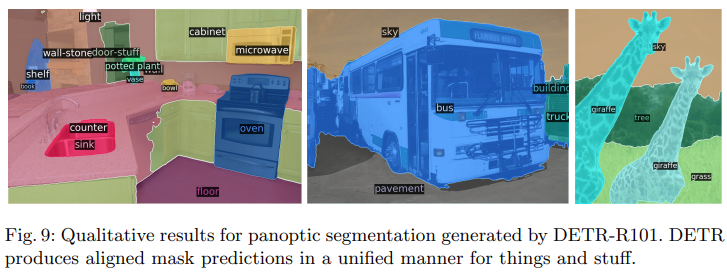 light
cabinet
wall-stone door-stuff
microwave
wall
potted plant
shelf
vase
book
bowl
counter
oven
sink
floor
sky
bus
building
truck
pavement
sky
giraffe
tree
giraffe
grass
Fig. 9: Qualitative results for panoptic segmentation generated by DETR-R101. DETR
produces aligned mask predictions in a unified manner for things and stuff.